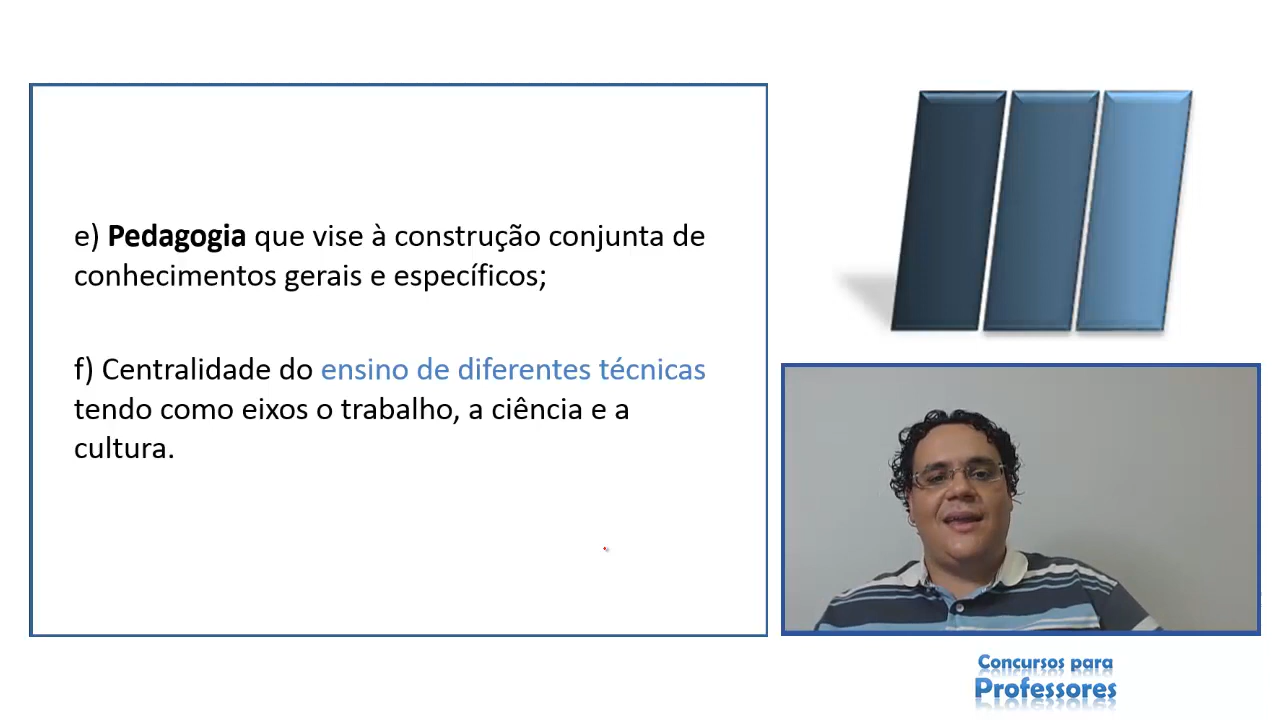 e) Pedagogia que vise à construção conjunta de
conhecimentos gerais e específicos;
f) Centralidade do ensino de diferentes técnicas
tendo como eixos o trabalho, a ciência e a
cultura.
Concursos para
Professores